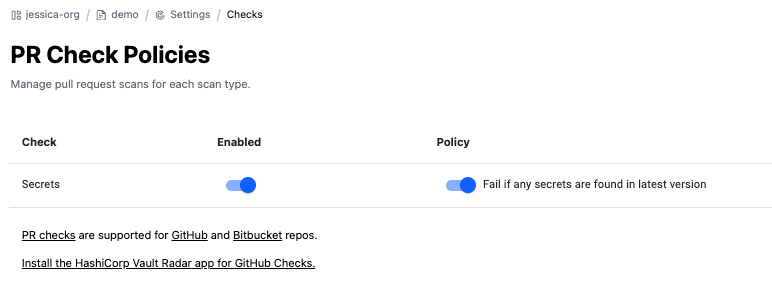 jessica-org / demo / Settings / Checks
PR Check Policies
Manage pull request scans for each scan type.
Check Enabled Policy
Secrets Fail if any secrets are found in latest version
PR checks are supported for GitHub and Bitbucket repos.
Install the HashiCorp Vault Radar app for GitHub Checks.